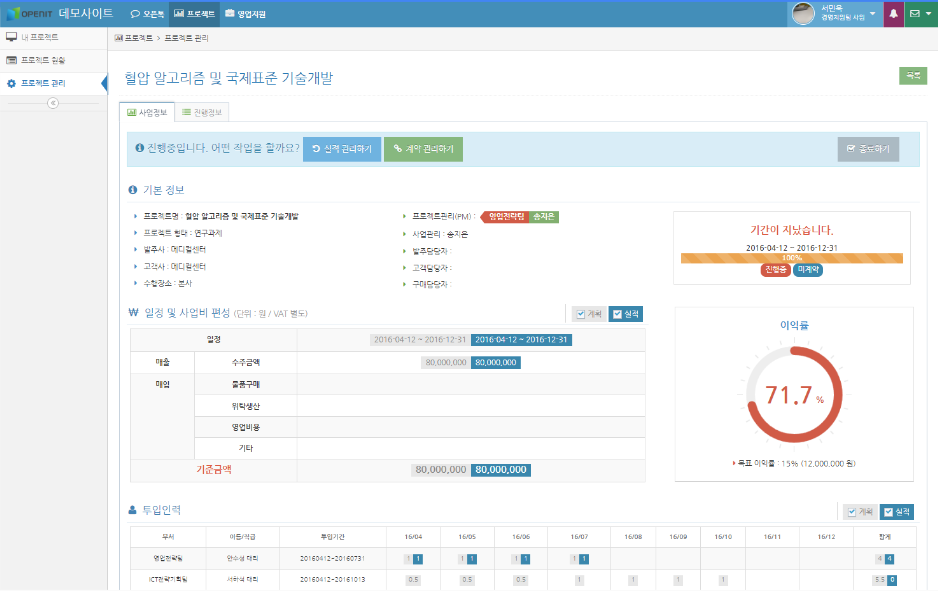 OPENIT 데모사이트 오픈톡 프로젝트 영업지원 서민욱
경영지원팀 사원
내 프로젝트
프로젝트 현황
프로젝트 관리
프로젝트 > 프로젝트 관리
혈압 알고리즘 및 국제표준 기술개발
목록
사업정보 진행정보
진행중입니다. 어떤 작업을 할까요? 실적 관리하기 계약 관리하기 종료하기
기본 정보
프로젝트명 : 혈압 알고리즘 및 국제표준 기술개발
프로젝트 형태 : 연구과제
발주사 : 메디컬센터
고객사 : 메디컬센터
수행장소 : 본사
프로젝트관리(PM) : 영업전략팀 송지은
사업관리 : 송지은
발주담당자 :
고객담당자 :
구매담당자 :
기간이 지났습니다.
2016-04-12 ~ 2016-12-31
100%
진행중 미계약
₩ 일정 및 사업비 편성 (단위 : 원 / VAT 별도) 계획 실적
일정 2016-04-12 ~ 2016-12-31 2016-04-12 ~ 2016-12-31
매출 수주금액 80,000,000 80,000,000
매입 물품구매
위탁생산
영업비용
기타
기준금액 80,000,000 80,000,000
이익률
71.7 %
목표 이익률 : 15% (12,000,000 원)
투입인력 계획 실적
부서 이름/직급 투입기간 16/04 16/05 16/06 16/07 16/08 16/09 16/10 16/11 16/12 합계
영업전략팀 안수성 대리 20160412~20160731 1 1 1 1 1 1 1 1 4 4
ICT전략기획팀 서하석 대리 20160412~20161013 0.5 0.5 0.5 1 1 1 1 5.5 0